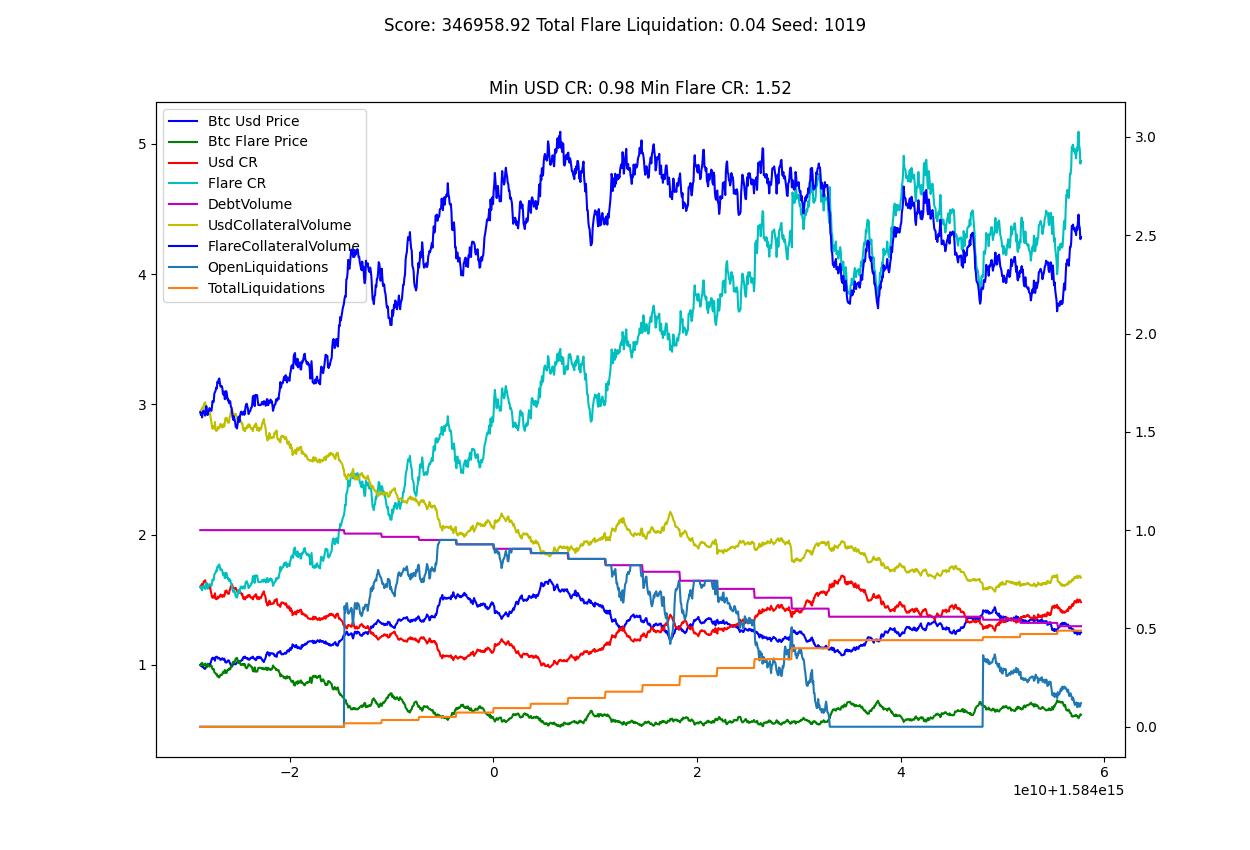 Score: 346958.92 Total Flare Liquidation: 0.04 Seed: 1019
Min USD CR: 0.98 Min Flare CR: 1.52
Btc Usd Price
Btc Flare Price
Usd CR
Flare CR
DebtVolume
UsdCollateralVolume
FlareCollateralVolume
OpenLiquidations
TotalLiquidations
5
4
3
2
1
3.0
2.5
2.0
1.5
1.0
0.5
0.0
−2
0
2
4
6
1e10+1.584e15